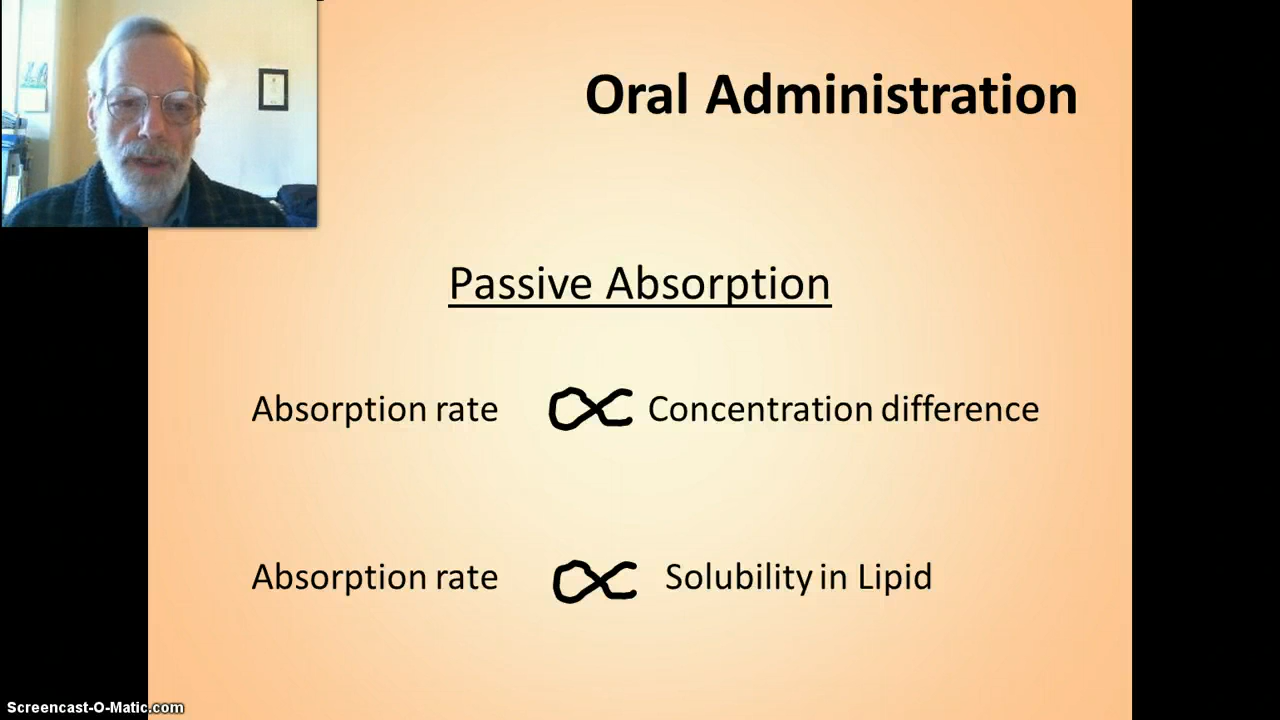 Oral Administration
Passive Absorption
Absorption rate ∝ Concentration difference
Absorption rate ∝ Solubility in Lipid
Screencast-O-Matic.com